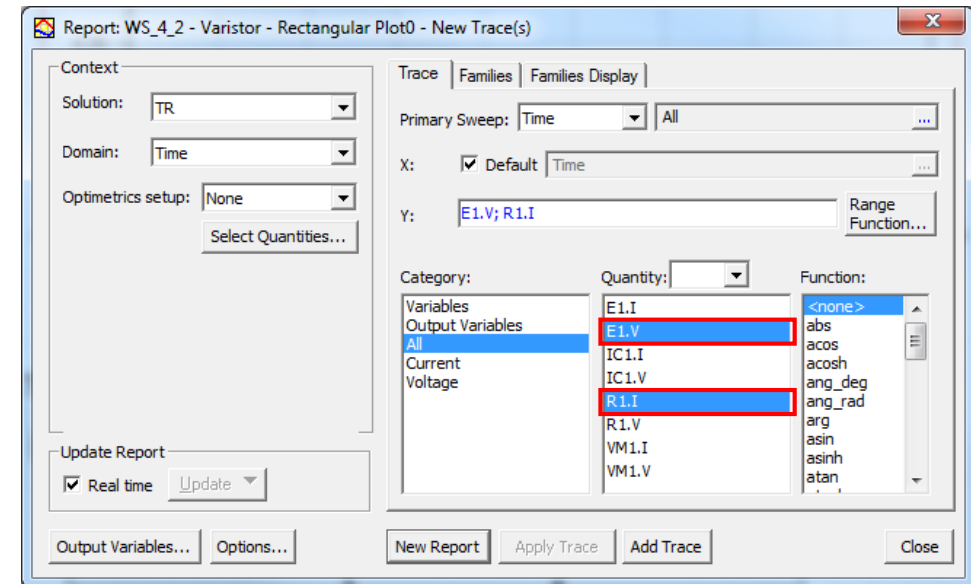 Report: WS_4_2 - Varistor - Rectangular Plot0 - New Trace(s)
Context
Solution: TR
Domain: Time
Optimetrics setup: None
Select Quantities...
Update Report
Real time Update
Output Variables... Options...
Trace Families Families Display
Primary Sweep: Time All ...
X: Default Time ...
Y: E1.V; R1.I Range Function...
Category:
Variables
Output Variables
All
Current
Voltage
Quantity:
E1.I
E1.V
IC1.I
IC1.V
R1.I
R1.V
VM1.I
VM1.V
Function:
<none>
abs
acos
acosh
ang_deg
ang_rad
arg
asin
asinh
atan
New Report Apply Trace Add Trace Close